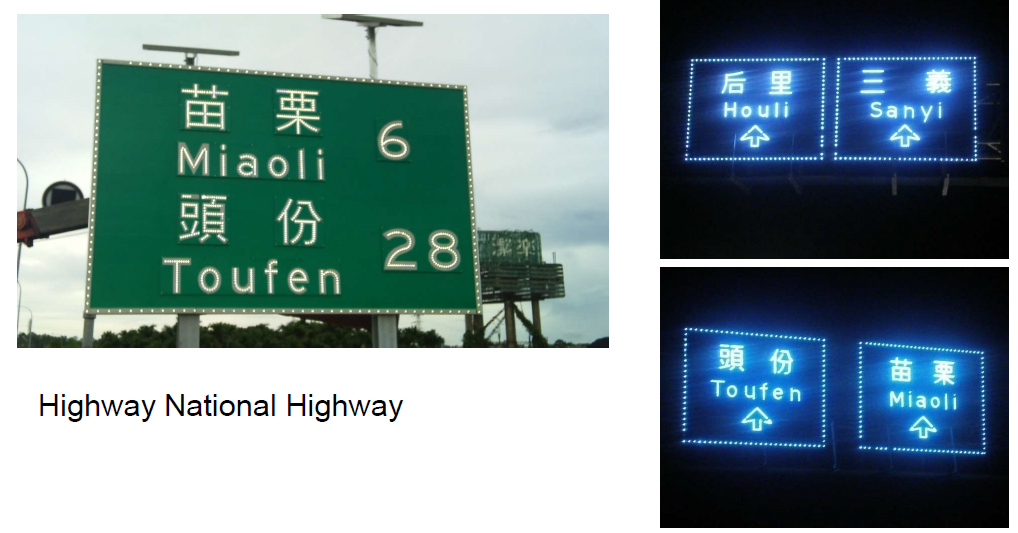 苗栗 6
Miaoli
頭份 28
Toufen
Highway National Highway
后里
Houli
三義
Sanyi
頭份
Toufen
苗栗
Miaoli